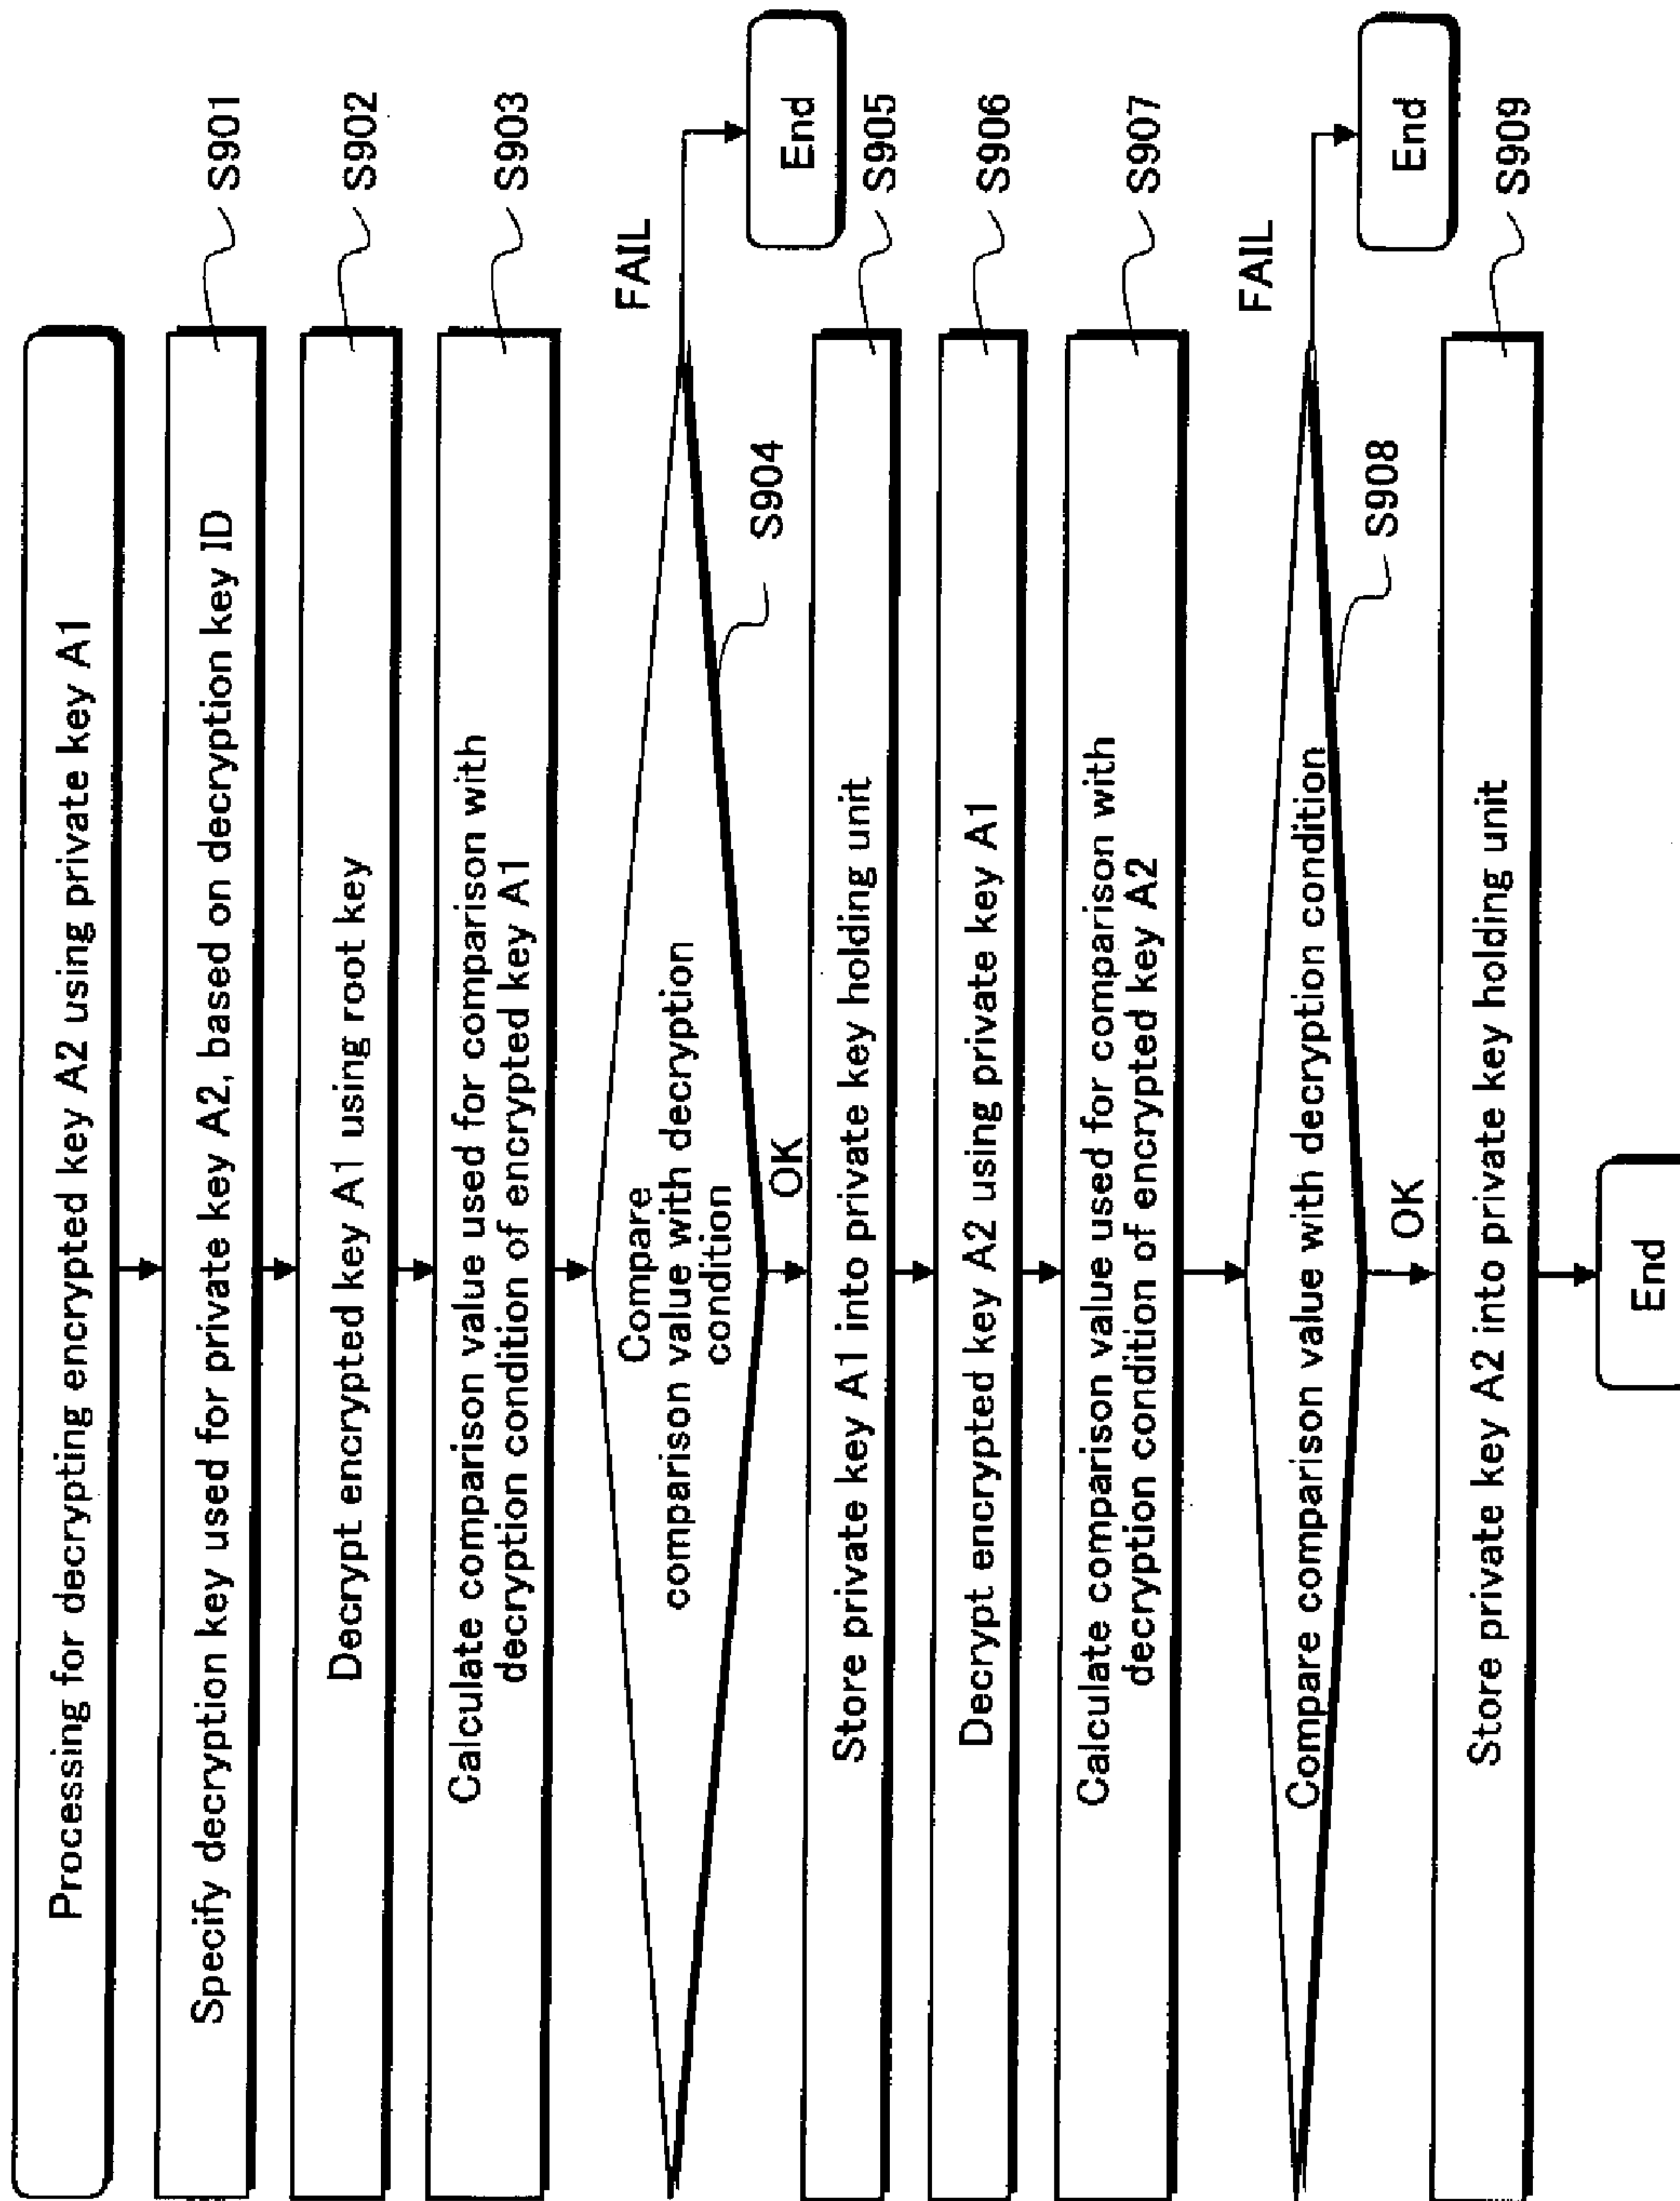 Processing for decrypting encrypted key A2 using private key A1
Specify decryption key used for private key A2, based on decryption key ID
S901
Decrypt encrypted key A1 using root key
S902
Calculate comparison value used for comparison with
decryption condition of encrypted key A1
S903
Compare
comparison value with decryption
condition
S904
FAIL
End
OK
Store private key A1 into private key holding unit
S905
Decrypt encrypted key A2 using private key A1
S906
Calculate comparison value used for comparison with
decryption condition of encrypted key A2
S907
Compare comparison value with decryption condition
S908
FAIL
End
OK
Store private key A2 into private key holding unit
S909
End